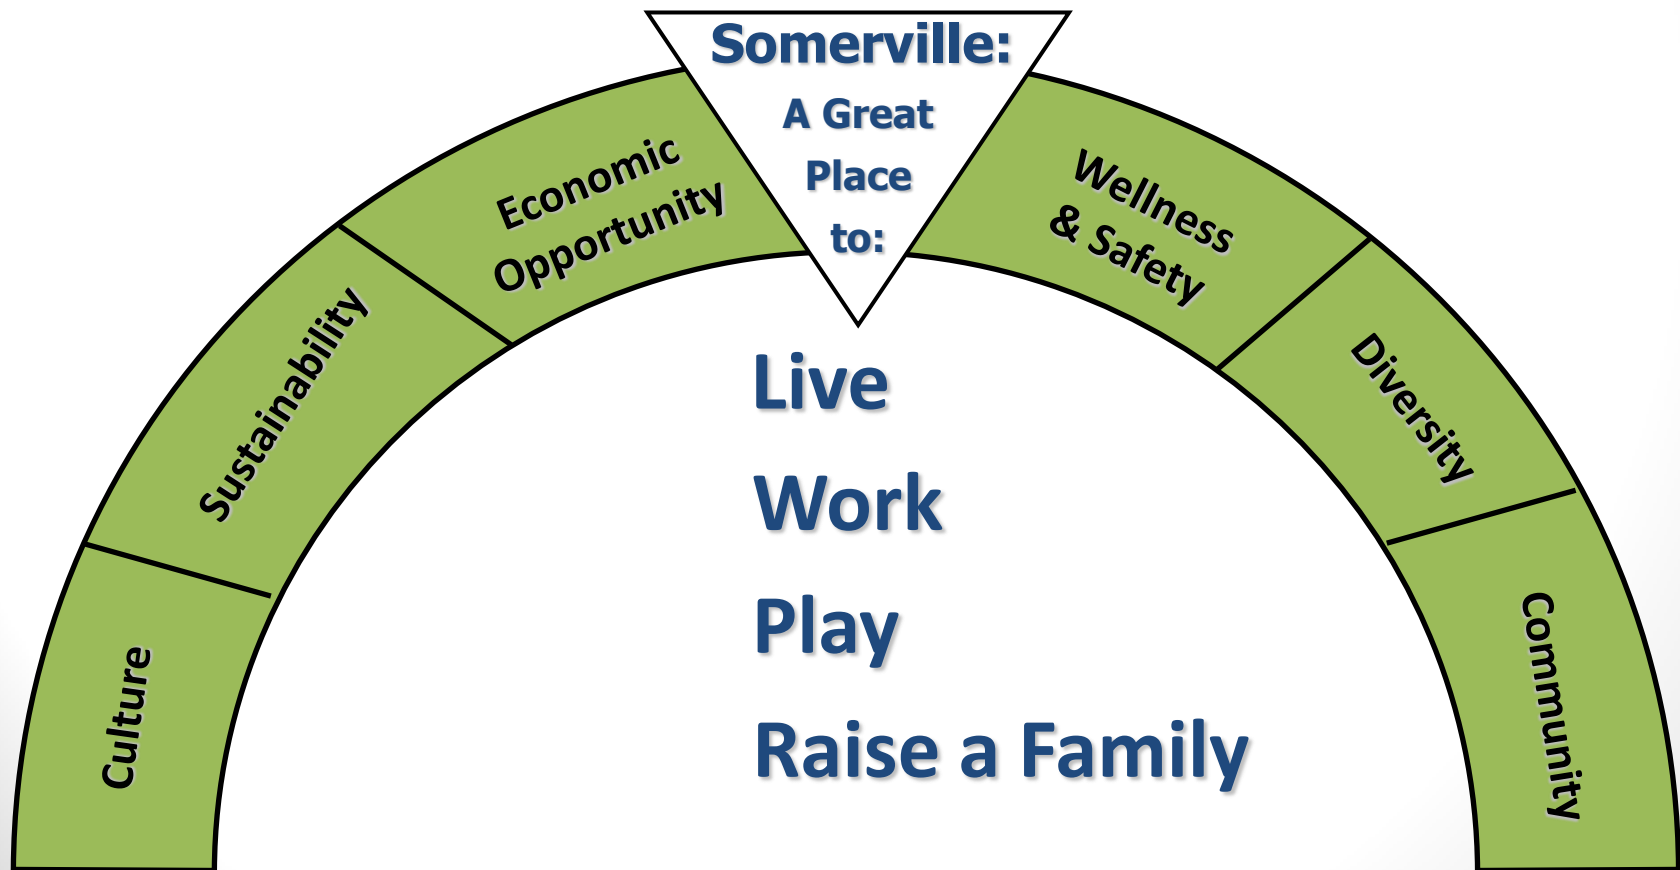 Somerville:
A Great
Place
to:
Economic
Opportunity
Wellness
& Safety
Sustainability
Diversity
Culture
Community
Live
Work
Play
Raise a Family